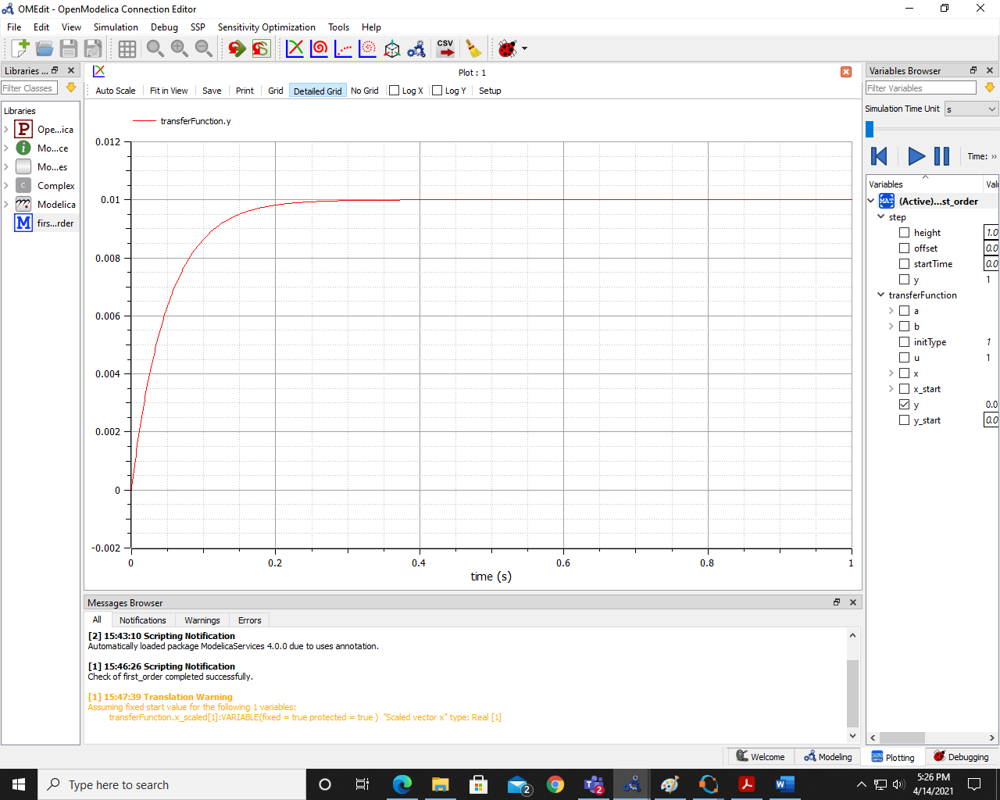 OMEdit - OpenModelica Connection Editor
File Edit View Simulation Debug SSP Sensitivity Optimization Tools Help
CSV
Libraries ...
Filter Classes
Libraries
P Ope...ica
i Mo...ce
Mo...es
C Complex
Modelica
M firs...rder
Plot : 1
Auto Scale Fit in View Save Print Grid Detailed Grid No Grid Log X Log Y Setup
transferFunction.y
0.012
0.01
0.008
0.006
0.004
0.002
0
-0.002
0 0.2 0.4 0.6 0.8 1
time (s)
Messages Browser
All Notifications Warnings Errors
[2] 15:43:10 Scripting Notification
Automatically loaded package ModelicaServices 4.0.0 due to uses annotation.
[1] 15:46:26 Scripting Notification
Check of first_order completed successfully.
[1] 15:47:39 Translation Warning
Assuming fixed start value for the following 1 variables:
transferFunction.x_scaled[1]:VARIABLE(fixed = true protected = true ) "Scaled vector x" type: Real [1]
Variables Browser
Filter Variables
Simulation Time Unit s
Time: »
Variables Valu
MAT (Active)...st_order
step
height 1.0
offset 0.0
startTime 0.0
y 1
transferFunction
a
b
initType 1
u 1
x
x_start
y 0.0
y_start 0.0
Welcome Modeling Plotting Debugging
Type here to search
2
2
W
5:26 PM
4/14/2021